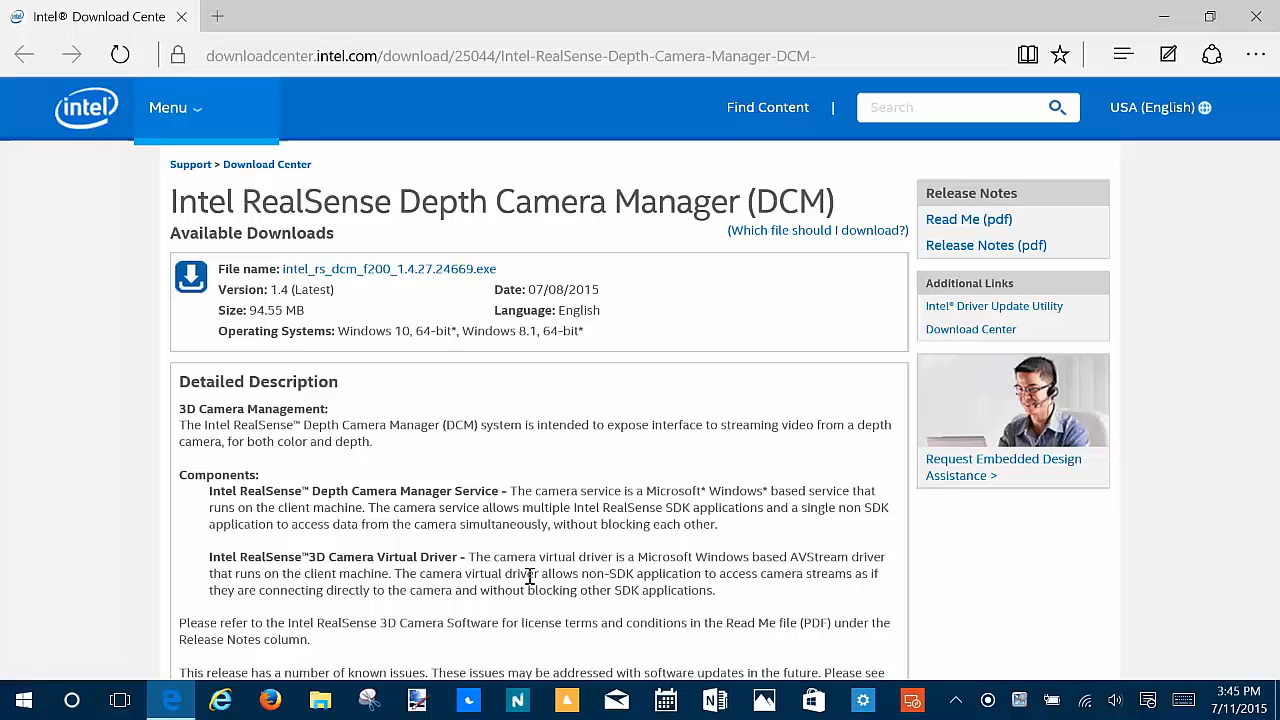 Intel® Download Cente
downloadcenter.intel.com/download/25044/Intel-RealSense-Depth-Camera-Manager-DCM-
intel
Menu
Find Content
|
Search
USA (English)
Support > Download Center
Intel RealSense Depth Camera Manager (DCM)
Available Downloads
(Which file should I download?)
File name: intel_rs_dcm_f200_1.4.27.24669.exe
Version: 1.4 (Latest)
Date: 07/08/2015
Size: 94.55 MB
Language: English
Operating Systems: Windows 10, 64-bit*, Windows 8.1, 64-bit*
Detailed Description
3D Camera Management:
The Intel RealSense™ Depth Camera Manager (DCM) system is intended to expose interface to streaming video from a depth
camera, for both color and depth.
Components:
Intel RealSense™ Depth Camera Manager Service - The camera service is a Microsoft* Windows* based service that
runs on the client machine. The camera service allows multiple Intel RealSense SDK applications and a single non SDK
application to access data from the camera simultaneously, without blocking each other.
Intel RealSense™3D Camera Virtual Driver - The camera virtual driver is a Microsoft Windows based AVStream driver
that runs on the client machine. The camera virtual driver allows non-SDK application to access camera streams as if
they are connecting directly to the camera and without blocking other SDK applications.
Please refer to the Intel RealSense 3D Camera Software for license terms and conditions in the Read Me file (PDF) under the
Release Notes column.
This release has a number of known issues. These issues may be addressed with software updates in the future. Please see
Release Notes
Read Me (pdf)
Release Notes (pdf)
Additional Links
Intel® Driver Update Utility
Download Center
Request Embedded Design
Assistance >
3:45 PM
7/11/2015